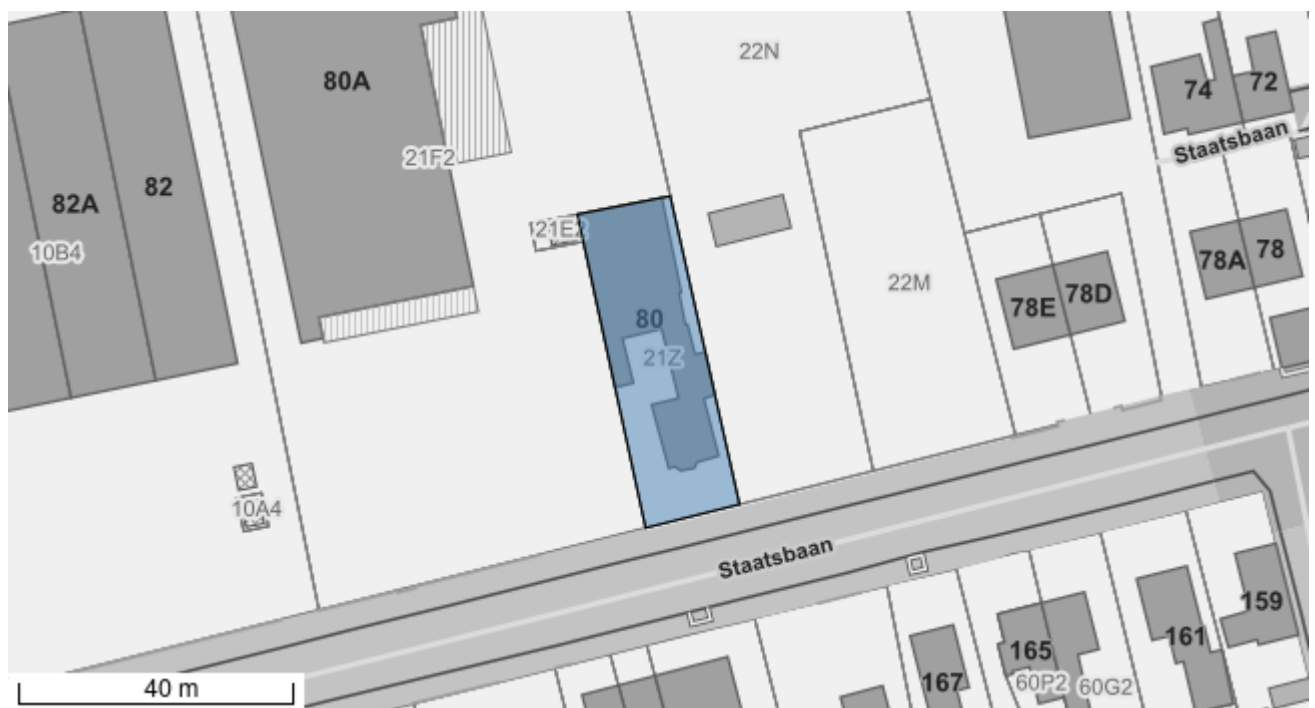 22N
80A
74
72
Staatsbaan
21F2
82
82A
10B4
21E2
78A
78
22M
78E
78D
80
21Z
10A4
Staatsbaan
159
161
165
167
60P2
60G2
40 m